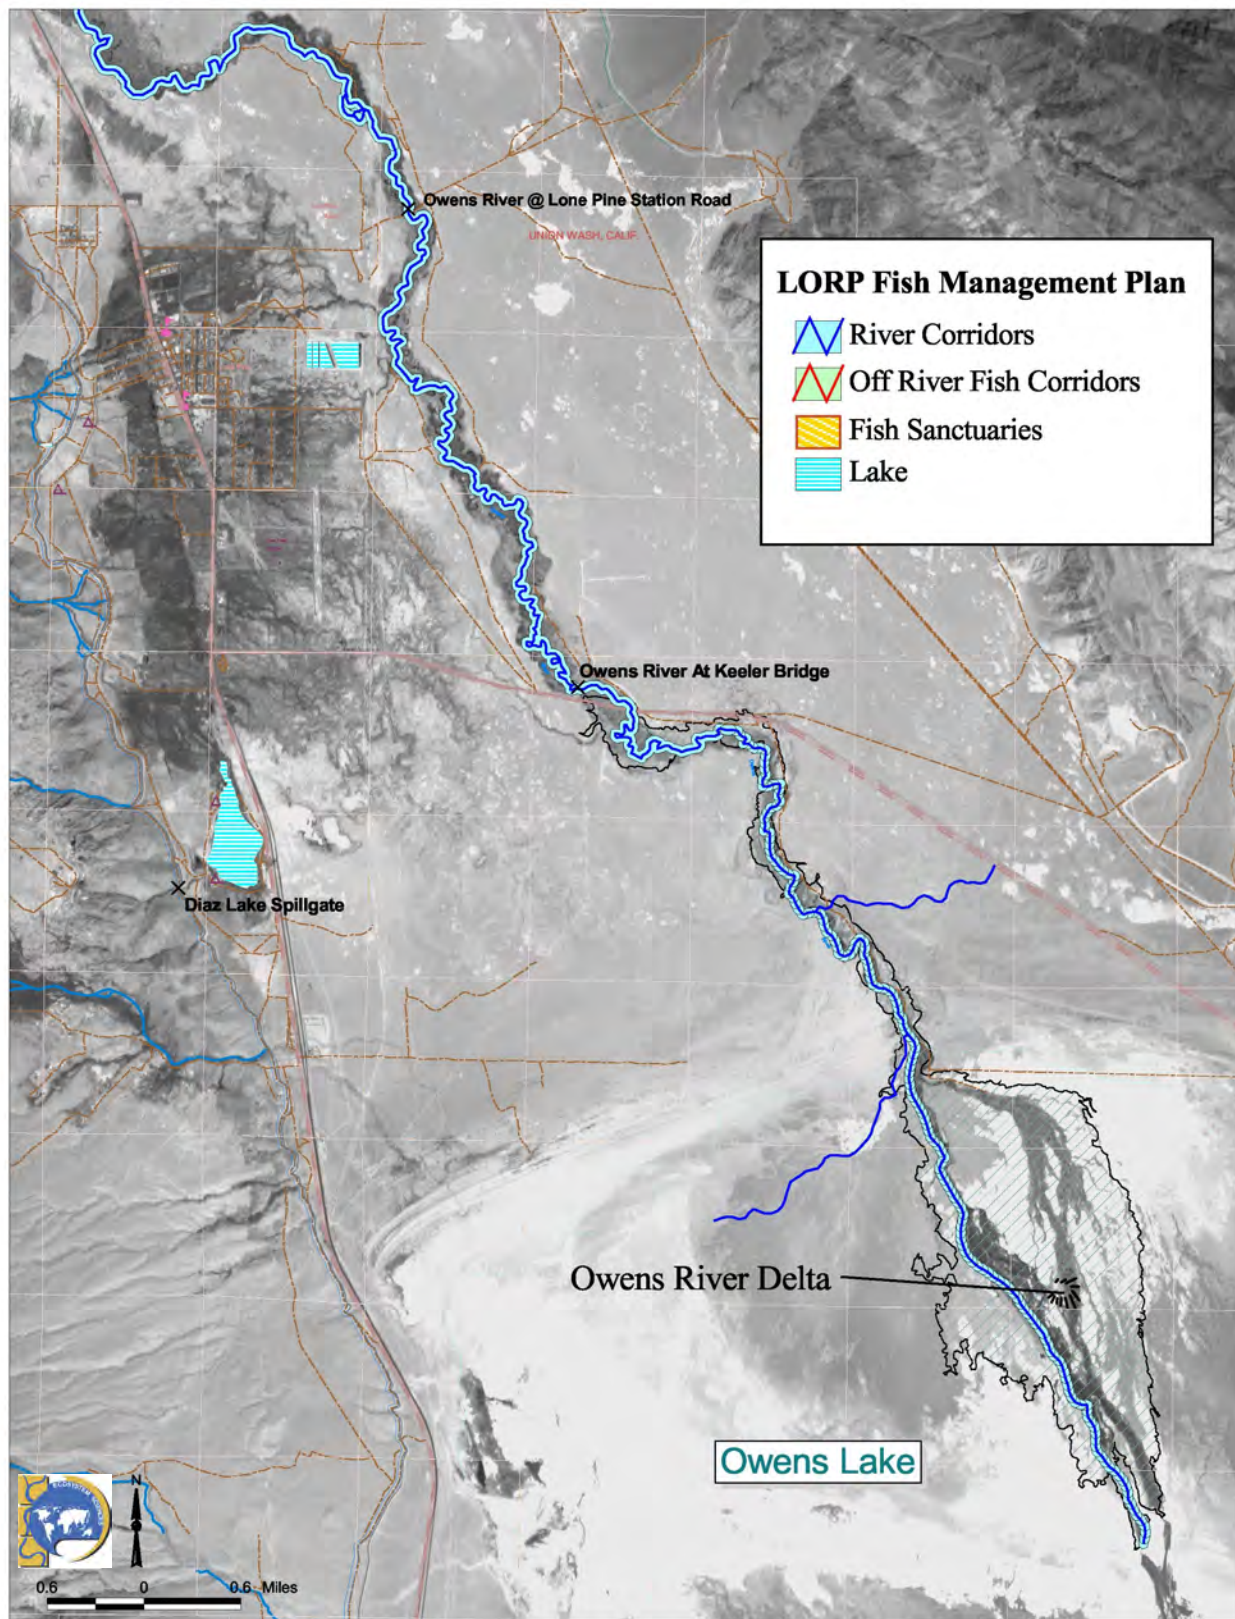 Owens River @ Lone Pine Station Road
UNION WASH, CALIF.
LORP Fish Management Plan
River Corridors
Off River Fish Corridors
Fish Sanctuaries
Lake
Owens River At Keeler Bridge
Diaz Lake Spillgate
Owens River Delta
Owens Lake
N
0.6 0 0.6 Miles